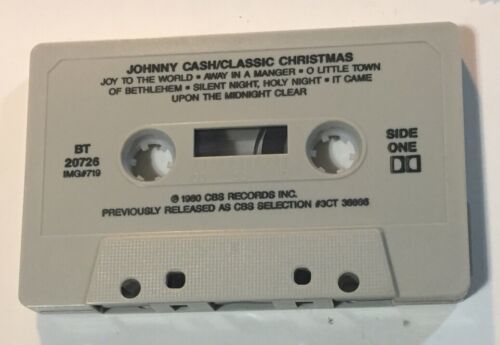 JOHNNY CASH/CLASSIC CHRISTMAS
JOY TO THE WORLD • AWAY IN A MANGER • O LITTLE TOWN
OF BETHLEHEM • SILENT NIGHT, HOLY NIGHT • IT CAME
UPON THE MIDNIGHT CLEAR
BT
20726
IMG#719
SIDE
ONE
℗ 1980 CBS RECORDS INC.
PREVIOUSLY RELEASED AS CBS SELECTION #3CT 36866